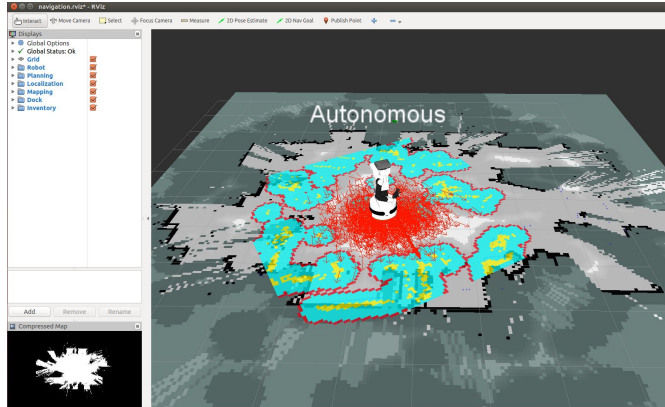 navigation.rviz* - RViz
Interact Move Camera Select Focus Camera Measure 2D Pose Estimate 2D Nav Goal Publish Point
Displays
Global Options
Global Status: Ok
Grid
Robot
Planning
Localization
Mapping
Dock
Inventory
Autonomous
Add Remove Rename
Compressed Map